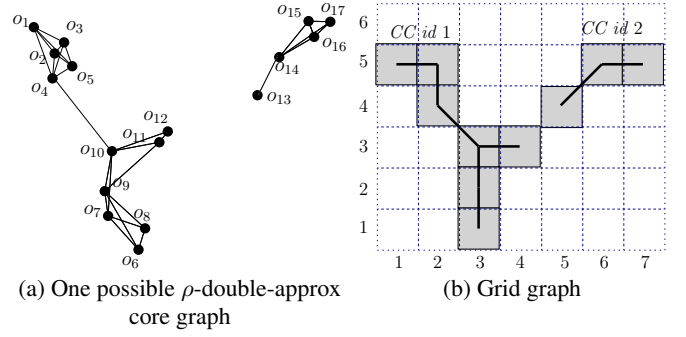 o1
o3
o2
o5
o4
o15
o17
o16
o14
o13
o12
o11
o10
o9
o7
o8
o6
(a) One possible ρ-double-approx
core graph
6
CC id 1
CC id 2
5
4
3
2
1
1 2 3 4 5 6 7
(b) Grid graph